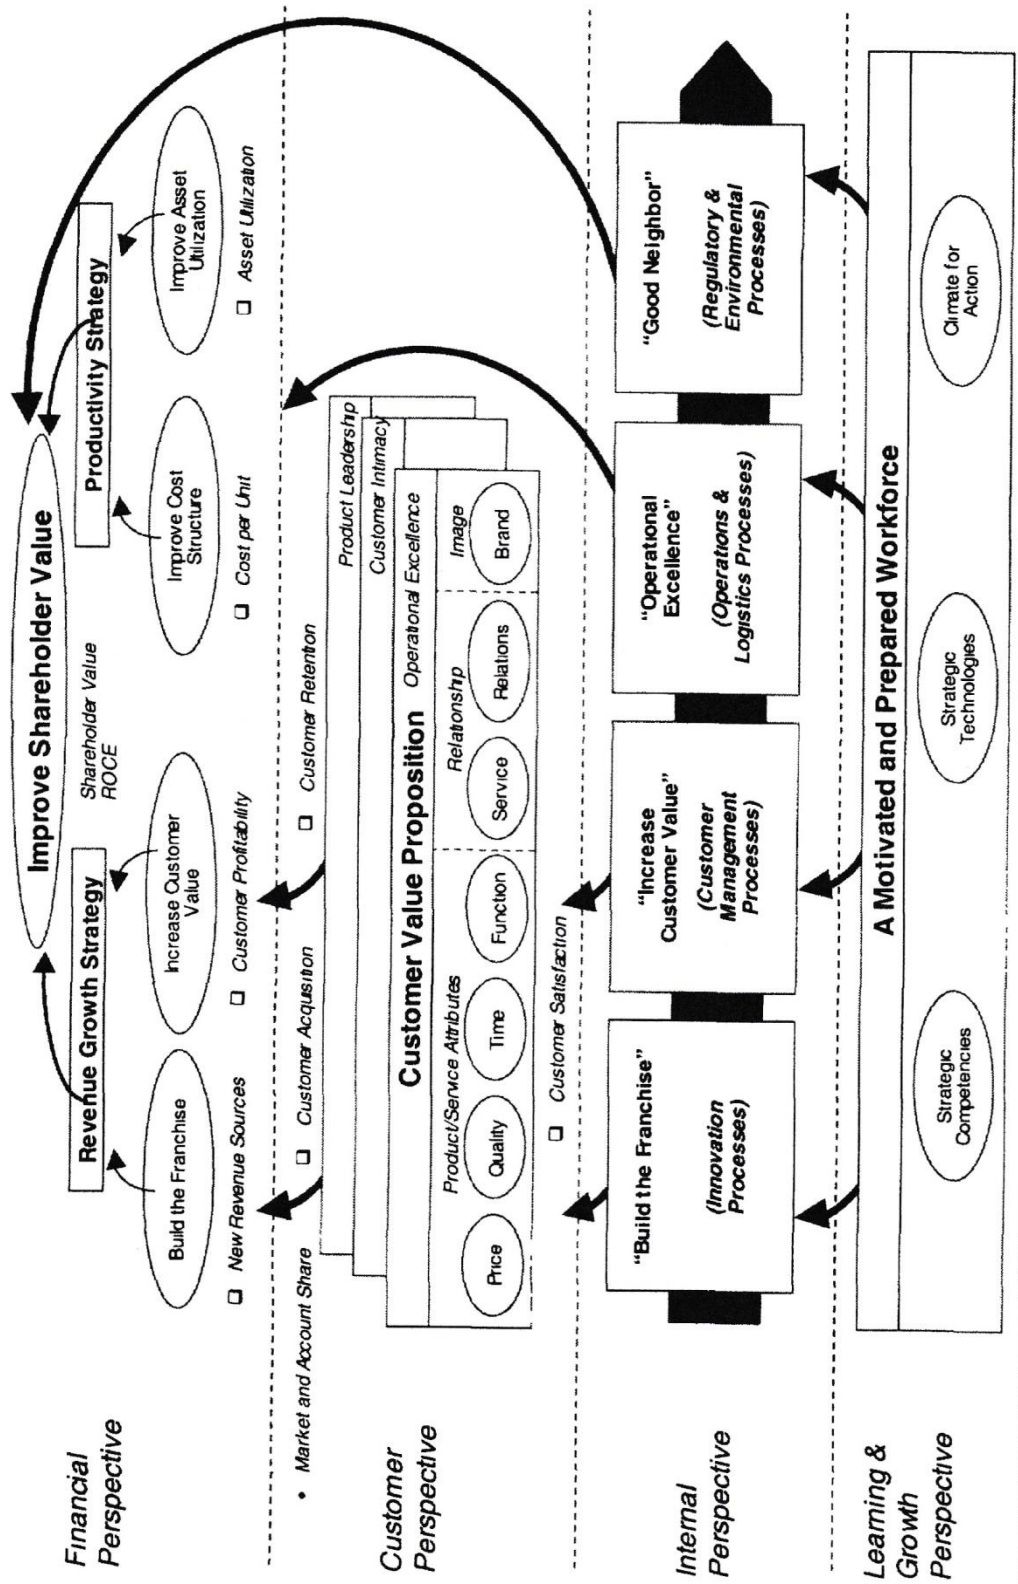 Financial
Perspective
Improve Shareholder Value
Shareholder Value
ROCE
Revenue Growth Strategy
Productivity Strategy
Build the Franchise
Increase Customer
Value
Improve Cost
Structure
Improve Asset
Utilization
❑ New Revenue Sources
❑ Customer Profitability
❑ Cost per Unit
❑ Asset Utilization
Customer
Perspective
• Market and Account Share
❑ Customer Acquisition
❑ Customer Retention
Product Leadership
Customer Intimacy
Customer Value Proposition
Operational Excellence
Product/Service Attributes
Relationship
Image
Price
Quality
Time
Function
Service
Relations
Brand
❑ Customer Satisfaction
Internal
Perspective
“Build the Franchise”
(Innovation
Processes)
“Increase
Customer Value”
(Customer
Management
Processes)
“Operational
Excellence”
(Operations &
Logistics Processes)
“Good Neighbor”
(Regulatory &
Environmental
Processes)
Learning &
Growth
Perspective
A Motivated and Prepared Workforce
Strategic
Competencies
Strategic
Technologies
Climate for
Action